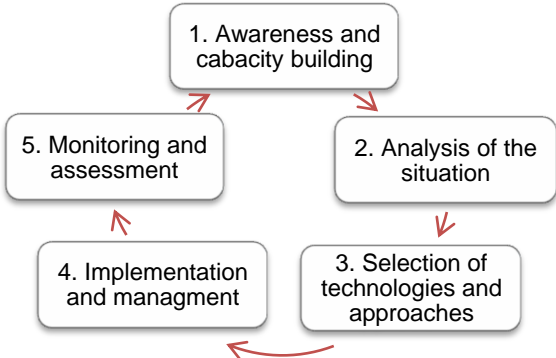 1. Awareness and
cabacity building
2. Analysis of the
situation
3. Selection of
technologies and
approaches
4. Implementation
and managment
5. Monitoring and
assessment